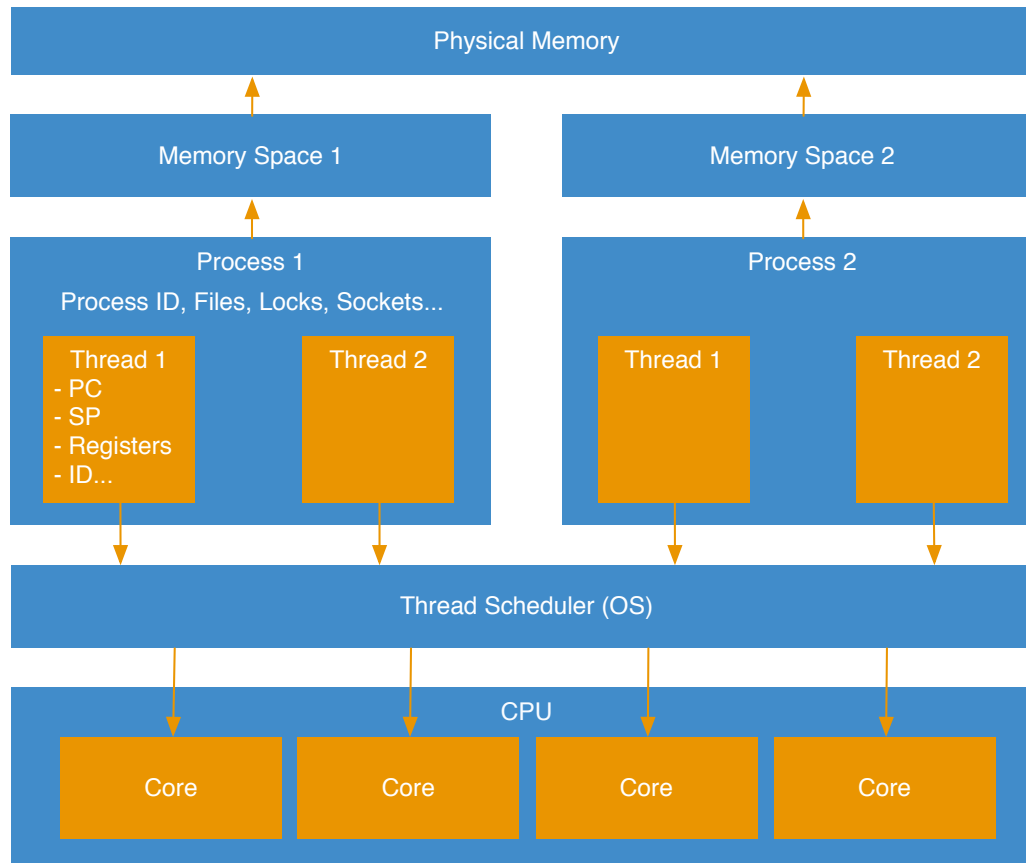 Physical Memory
Memory Space 1
Memory Space 2
Process 1
Process ID, Files, Locks, Sockets...
Thread 1
- PC
- SP
- Registers
- ID...
Thread 2
Process 2
Thread 1
Thread 2
Thread Scheduler (OS)
CPU
Core
Core
Core
Core